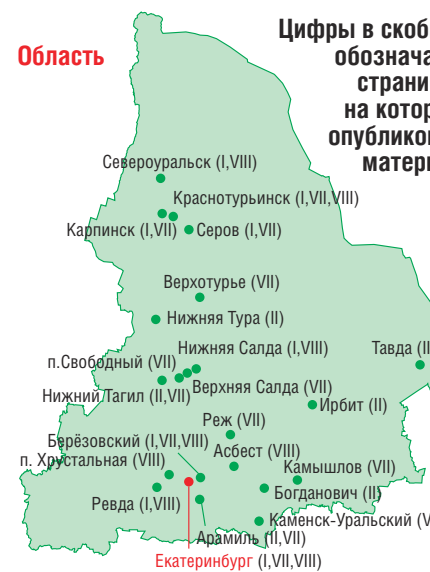 Область
Цифры в скоб
обознача
страни
на котор
опубликов
матери
Североуральск (I,VIII)
Краснотурьинск (I,VII,VIII)
Карпинск (I,VII)
Серов (I,VII)
Верхотурье (VII)
Нижняя Тура (II)
Нижняя Салда (I,VIII)
Тавда (II
п.Свободный (VII)
Нижний Тагил (II,VII)
Верхняя Салда (VII)
Ирбит (II)
Реж (VII)
Берёзовский (I,VII,VIII)
Асбест (VIII)
п. Хрустальная (VIII)
Камышлов (VII)
Богданович (II)
Ревда (I,VIII)
Каменск-Уральский (V
Арамиль (II,VII)
Екатеринбург (I,VII,VIII)